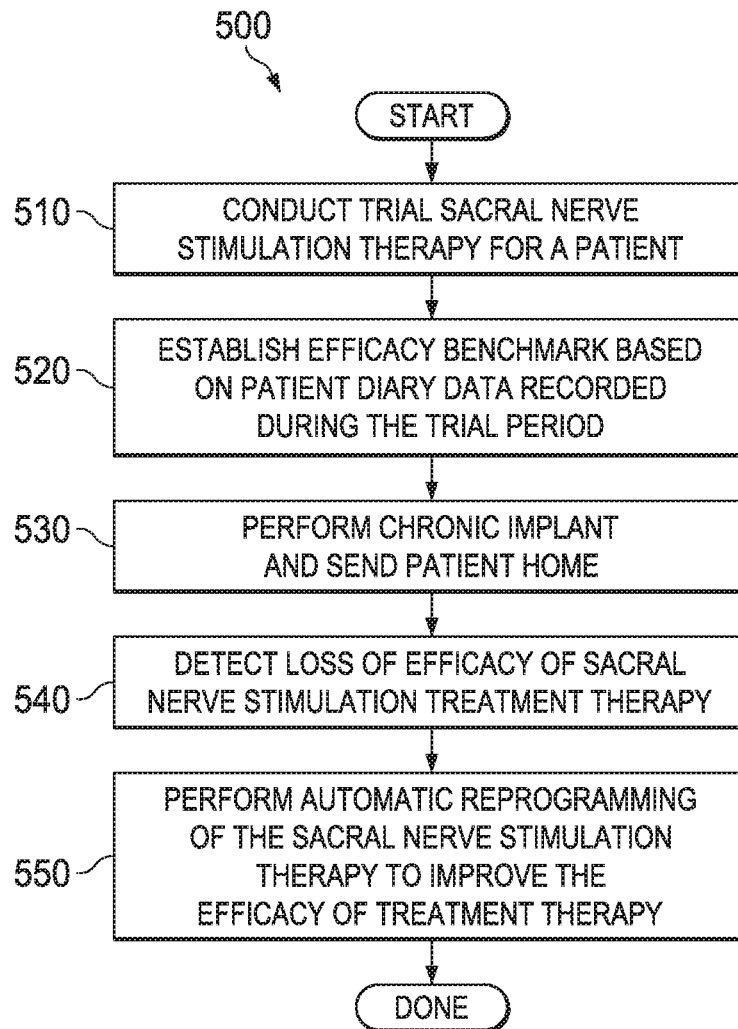 500
START
510
CONDUCT TRIAL SACRAL NERVE
STIMULATION THERAPY FOR A PATIENT
520
ESTABLISH EFFICACY BENCHMARK BASED
ON PATIENT DIARY DATA RECORDED
DURING THE TRIAL PERIOD
530
PERFORM CHRONIC IMPLANT
AND SEND PATIENT HOME
540
DETECT LOSS OF EFFICACY OF SACRAL
NERVE STIMULATION TREATMENT THERAPY
550
PERFORM AUTOMATIC REPROGRAMMING
OF THE SACRAL NERVE STIMULATION
THERAPY TO IMPROVE THE
EFFICACY OF TREATMENT THERAPY
DONE